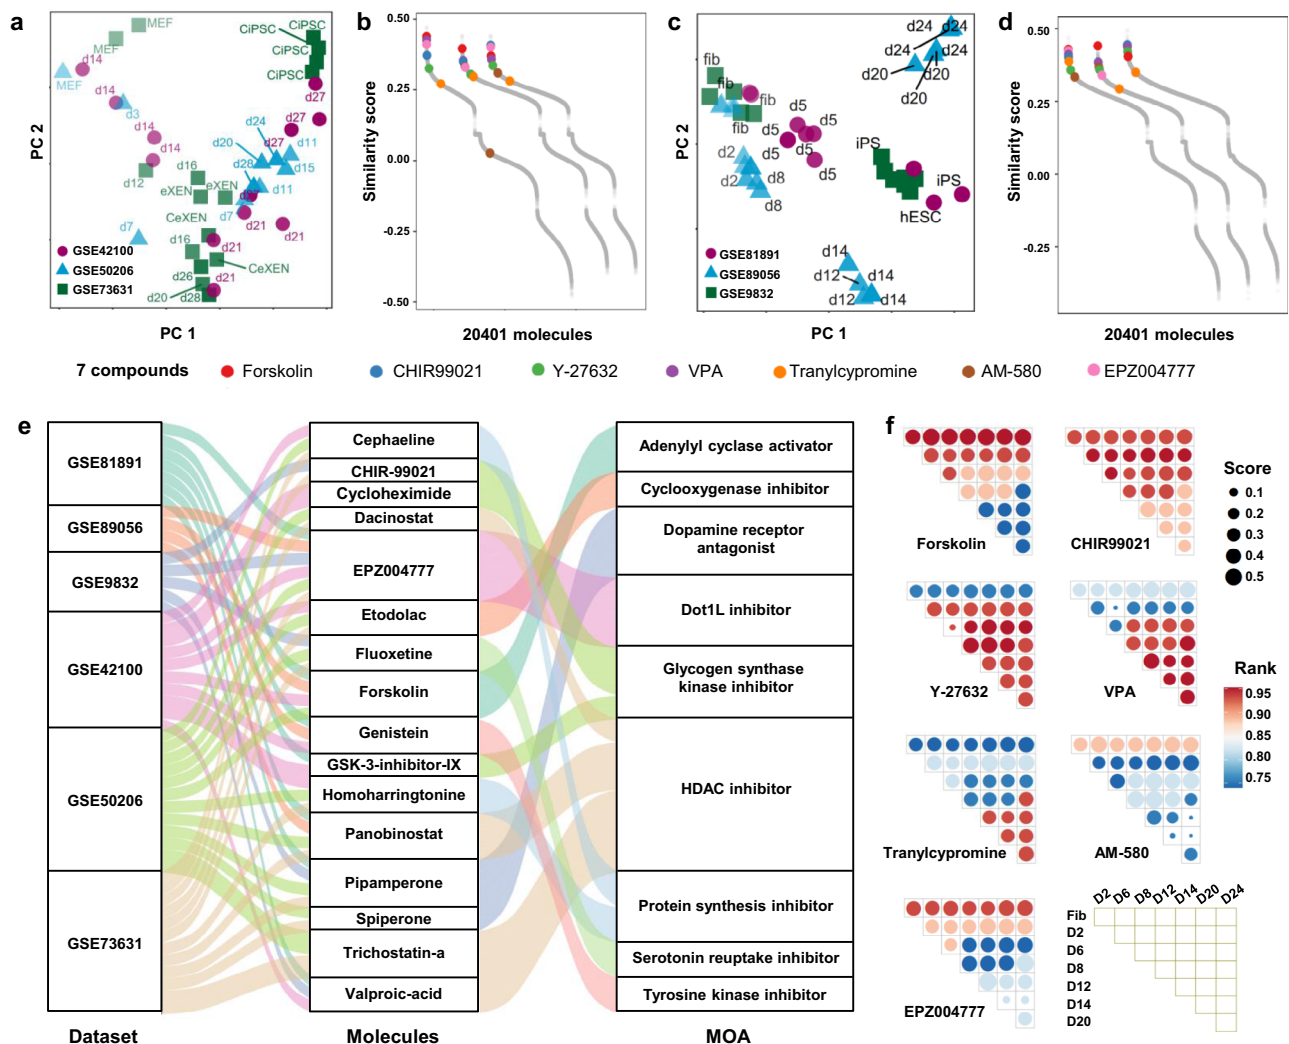 a
MEF
MEF
MEF
d14
d14
d3
d14
d14
d12
d16
eXEN
eXEN
CeXEN
d7
d16
d26
d20
d28
d21
d21
CeXEN
d21
d21
d7
d11
d28
d20
d24
d27
d15
d11
d27
d27
CiPSC
CiPSC
CiPSC
CiPSC
GSE42100
GSE50206
GSE73631
PC 2
PC 1
b
0.50
0.25
0.00
-0.25
-0.50
Similarity score
20401 molecules
c
fib
fib
fib
fib
d2
d2
d8
d8
d5
d5
d5
d5
d5
d24
d24
d24
d24
d20
d20
iPS
iPS
hESC
d14
d14
d12
d12
d14
GSE81891
GSE89056
GSE9832
PC 2
PC 1
d
0.50
0.25
0.00
-0.25
Similarity score
20401 molecules
7 compounds
Forskolin
CHIR99021
Y-27632
VPA
Tranylcypromine
AM-580
EPZ004777
e
GSE81891
GSE89056
GSE9832
GSE42100
GSE50206
GSE73631
Dataset
Cephaeline
CHIR-99021
Cycloheximide
Dacinostat
EPZ004777
Etodolac
Fluoxetine
Forskolin
Genistein
GSK-3-inhibitor-IX
Homoharringtonine
Panobinostat
Pipamperone
Spiperone
Trichostatin-a
Valproic-acid
Molecules
Adenylyl cyclase activator
Cyclooxygenase inhibitor
Dopamine receptor
antagonist
Dot1L inhibitor
Glycogen synthase
kinase inhibitor
HDAC inhibitor
Protein synthesis inhibitor
Serotonin reuptake inhibitor
Tyrosine kinase inhibitor
MOA
f
Forskolin
CHIR99021
Y-27632
VPA
Tranylcypromine
AM-580
EPZ004777
D2 D6 D8 D12 D14 D20 D24
Fib
D2
D6
D8
D12
D14
D20
Score
0.1
0.2
0.3
0.4
0.5
Rank
0.95
0.90
0.85
0.80
0.75